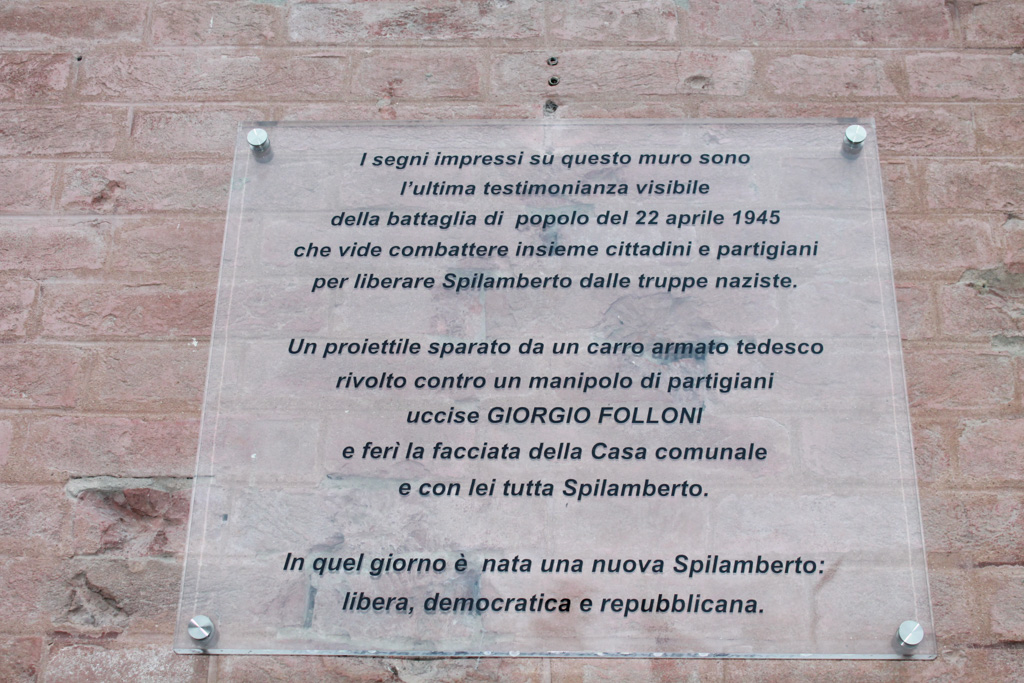 I segni impressi su questo muro sono
l'ultima testimonianza visibile
della battaglia di popolo del 22 aprile 1945
che vide combattere insieme cittadini e partigiani
per liberare Spilamberto dalle truppe naziste.
Un proiettile sparato da un carro armato tedesco
rivolto contro un manipolo di partigiani
uccise GIORGIO FOLLONI
e ferì la facciata della Casa comunale
e con lei tutta Spilamberto.
In quel giorno è nata una nuova Spilamberto:
libera, democratica e repubblicana.